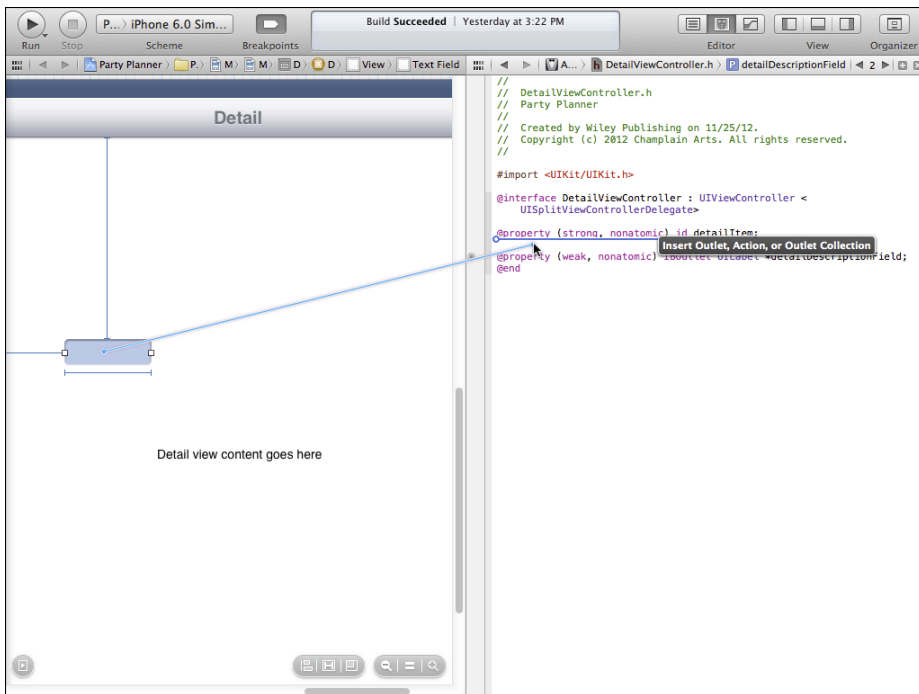 P... iPhone 6.0 Sim...
Build Succeeded | Yesterday at 3:22 PM
Run Stop Scheme Breakpoints Editor View Organizer
Party Planner P. M M D D View Text Field
A... h DetailViewController.h P detailDescriptionField 2
Detail
//
// DetailViewController.h
// Party Planner
//
// Created by Wiley Publishing on 11/25/12.
// Copyright (c) 2012 Champlain Arts. All rights reserved.
//
#import <UIKit/UIKit.h>
@interface DetailViewController : UIViewController <
UISplitViewControllerDelegate>
@property (strong, nonatomic) id detailItem;
Insert Outlet, Action, or Outlet Collection
@property (weak, nonatomic) IBOutlet UILabel *detailDescriptionField;
@end
Detail view content goes here